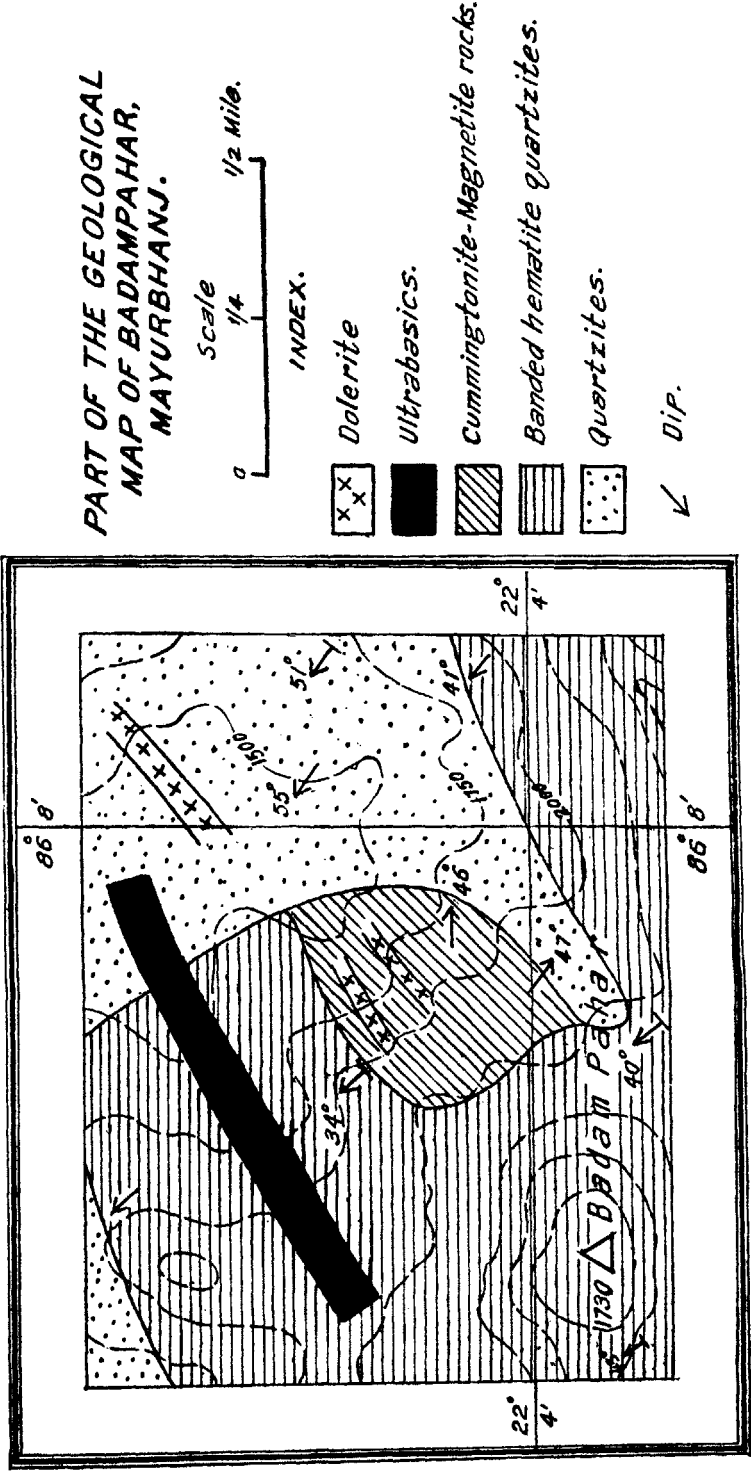 PART OF THE GEOLOGICAL
MAP OF BADAMPAHAR,
MAYURBHANJ.
Scale
0 1/4 1/2 Mile.
INDEX.
Dolerite
Ultrabasics.
Cummingtonite-Magnetite rocks.
Banded hematite quartzites.
Quartzites.
Dip.
86° 8'
1500'
55°
51°
1750
41°
46°
34°
2000'
47°
40°
22° 4'
22° 4'
1730 Badam Pahar
86° 8'